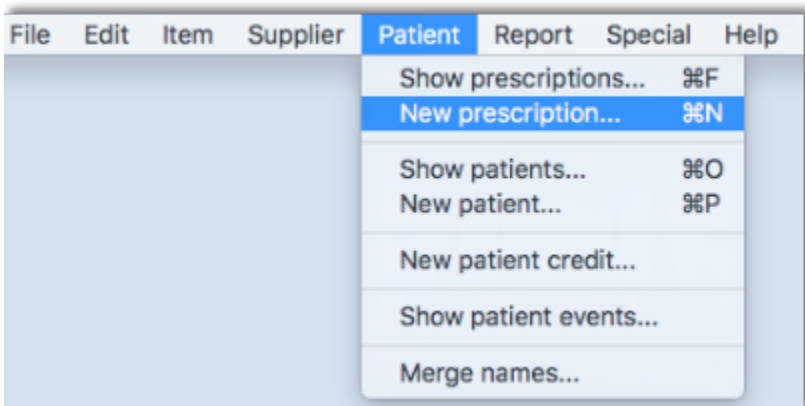 File Edit Item Supplier Patient Report Special Help
Show prescriptions... ⌘F
New prescription... ⌘N
Show patients... ⌘O
New patient... ⌘P
New patient credit...
Show patient events...
Merge names...